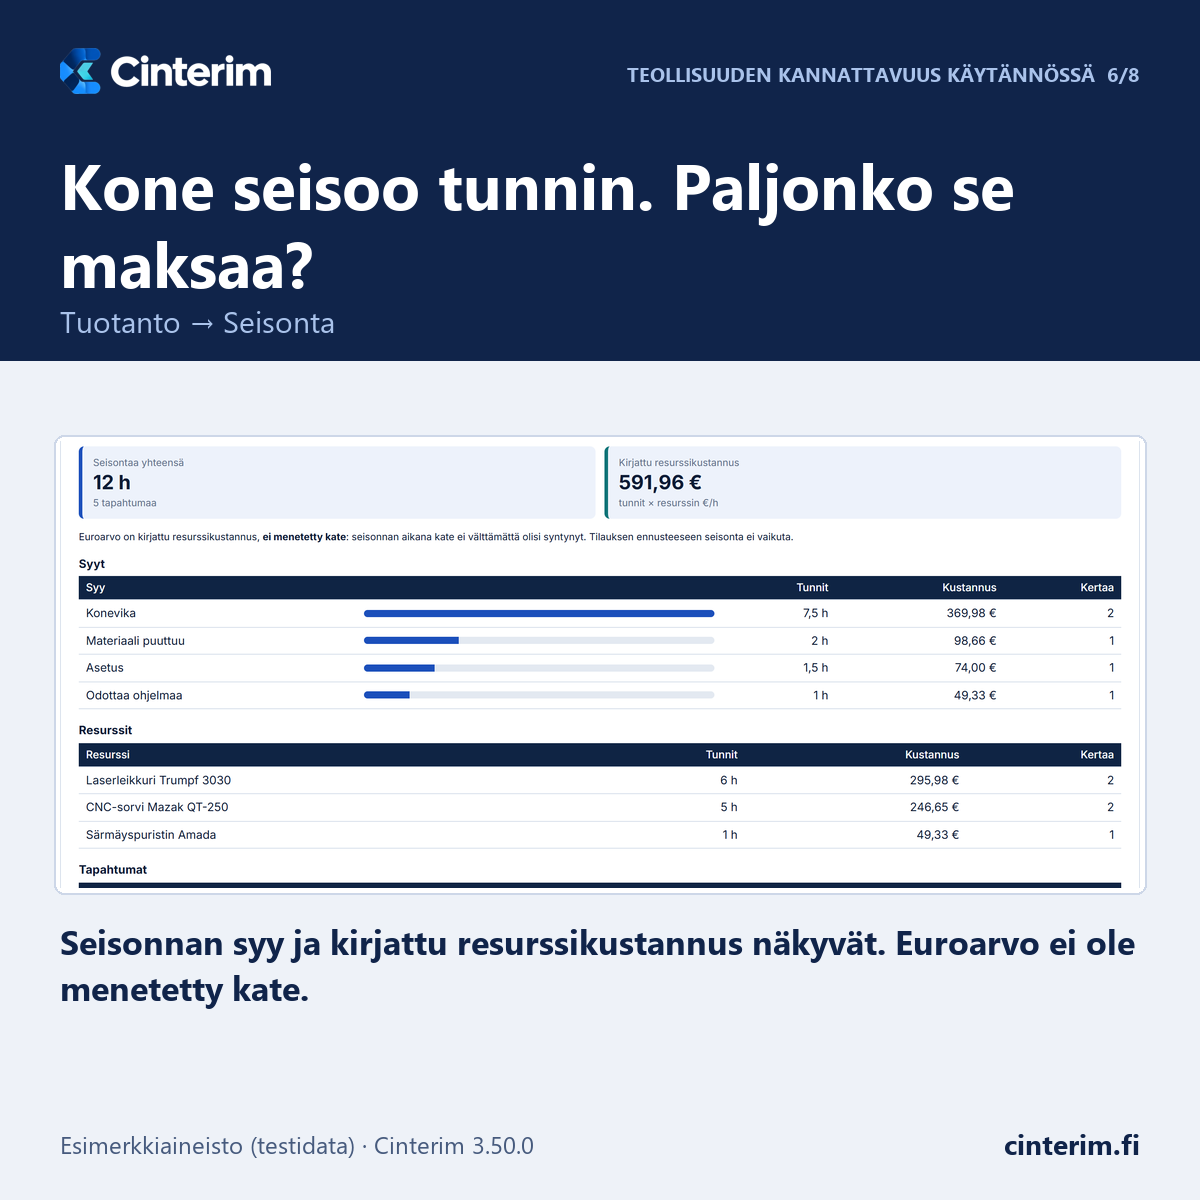 Cinterim
TEOLLISUUDEN KANNATTAVUUS KÄYTÄNNÖSSÄ 6/8
Kone seisoo tunnin. Paljonko se
maksaa?
Tuotanto → Seisonta
Seisontaa yhteensä
12 h
5 tapahtumaa
Kirjattu resurssikustannus
591,96 €
tunnit × resurssin €/h
Euroarvo on kirjattu resurssikustannus, ei menetetty kate: seisonnan aikana kate ei välttämättä olisi syntynyt. Tilauksen ennusteeseen seisonta ei vaikuta.
Syyt
Syy Tunnit Kustannus Kertaa
Konevika 7,5 h 369,98 € 2
Materiaali puuttuu 2 h 98,66 € 1
Asetus 1,5 h 74,00 € 1
Odottaa ohjelmaa 1 h 49,33 € 1
Resurssit
Resurssi Tunnit Kustannus Kertaa
Laserleikkuri Trumpf 3030 6 h 295,98 € 2
CNC-sorvi Mazak QT-250 5 h 246,65 € 2
Särmäyspuristin Amada 1 h 49,33 € 1
Tapahtumat
Seisonnan syy ja kirjattu resurssikustannus näkyvät. Euroarvo ei ole
menetetty kate.
Esimerkkiaineisto (testidata) · Cinterim 3.50.0
cinterim.fi